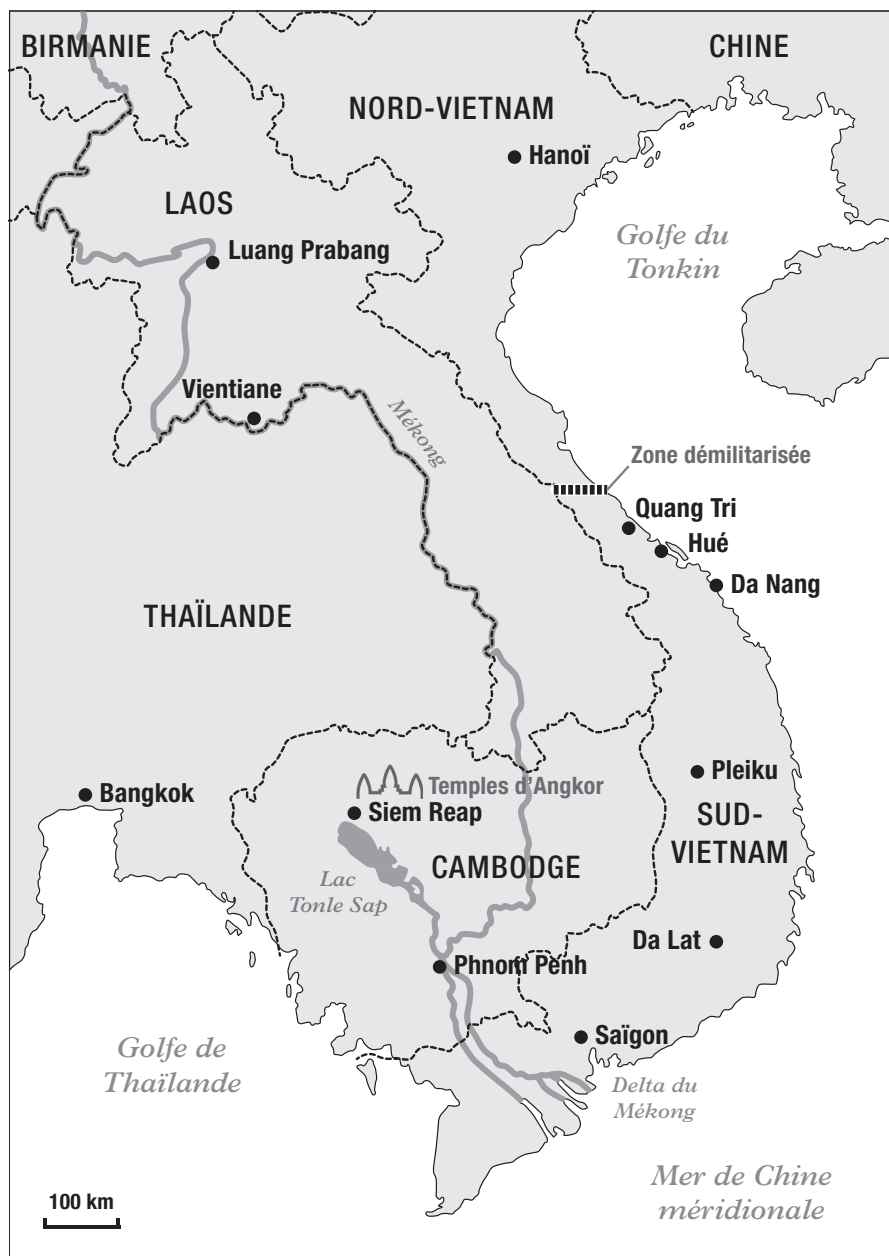 BIRMANIE
CHINE
NORD-VIETNAM
Hanoï
LAOS
Golfe du
Tonkin
Luang Prabang
Vientiane
Mékong
Zone démilitarisée
Quang Tri
Hué
Da Nang
THAÏLANDE
Bangkok
Temples d'Angkor
Siem Reap
Pleiku
SUD-
VIETNAM
CAMBODGE
Lac
Tonle Sap
Da Lat
Phnom Penh
Saïgon
Golfe de
Thaïlande
Delta du
Mékong
Mer de Chine
méridionale
100 km